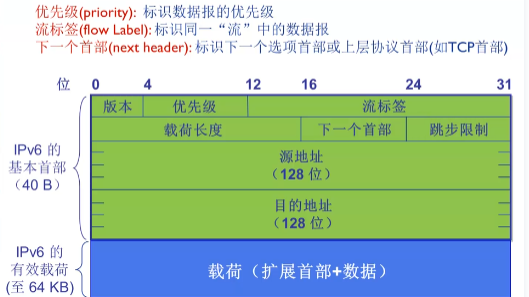 优先级(priority): 标识数据报的优先级
流标签(flow Label): 标识同一“流”中的数据报
下一个首部(next header): 标识下一个选项首部或上层协议首部(如TCP首部)
位 0 4 12 16 24 31
版本 优先级 流标签
载荷长度 下一个首部 跳步限制
IPv6 的
基本首部
(40 B)
源地址
(128 位)
目的地址
(128 位)
IPv6 的
有效载荷
(至 64 KB)
载荷（扩展首部+数据）